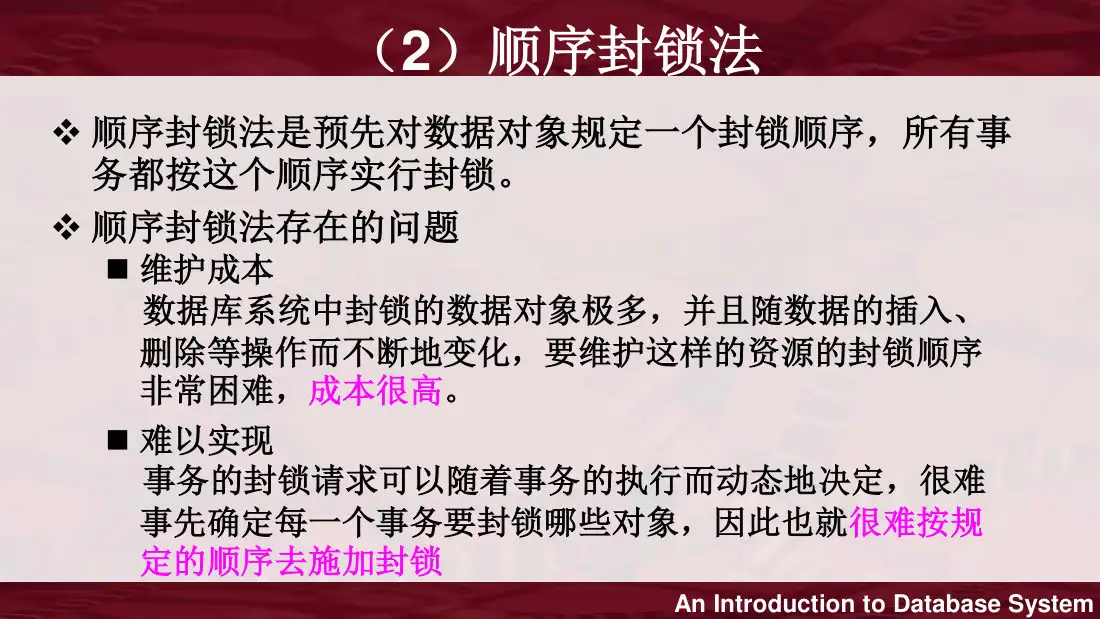 （2）顺序封锁法
❖ 顺序封锁法是预先对数据对象规定一个封锁顺序，所有事
务都按这个顺序实行封锁。
❖ 顺序封锁法存在的问题
■ 维护成本
数据库系统中封锁的数据对象极多，并且随数据的插入、
删除等操作而不断地变化，要维护这样的资源的封锁顺序
非常困难，成本很高。
■ 难以实现
事务的封锁请求可以随着事务的执行而动态地决定，很难
事先确定每一个事务要封锁哪些对象，因此也就很难按规
定的顺序去施加封锁
An Introduction to Database System